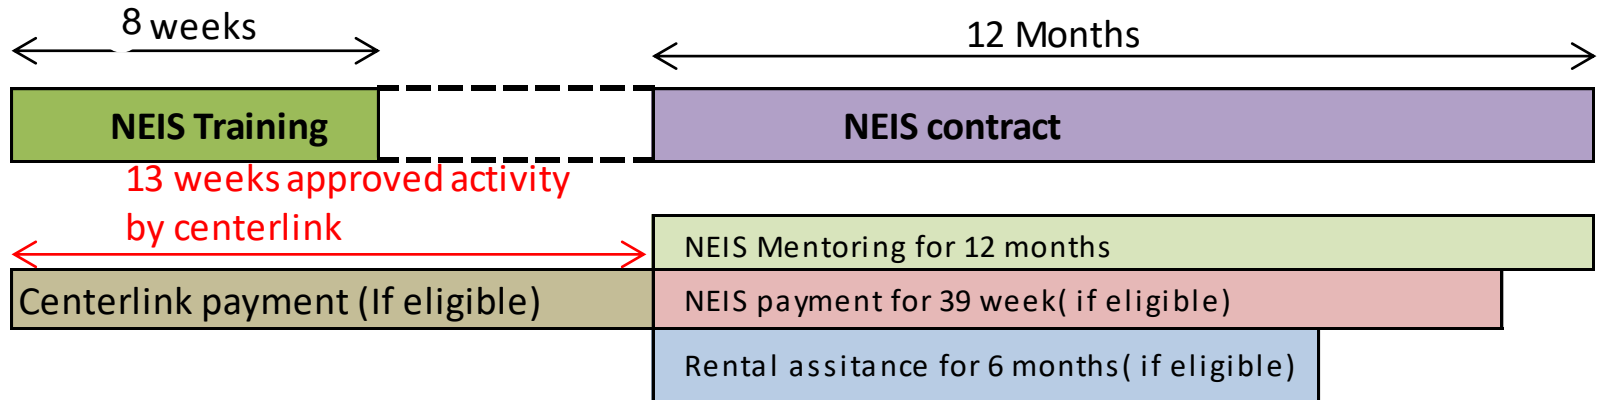 8 weeks
12 Months
NEIS Training
NEIS contract
13 weeks approved activity
by centerlink
NEIS Mentoring for 12 months
Centerlink payment (If eligible)
NEIS payment for 39 week( if eligible)
Rental assitance for 6 months( if eligible)